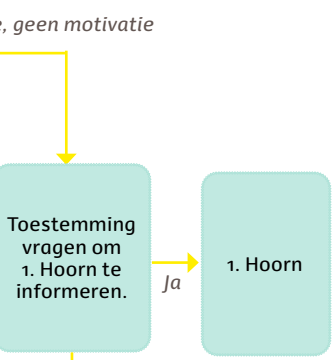 , geen motivatie
Toestemming
vragen om
1. Hoorn te
informeren.
Ja
1. Hoorn